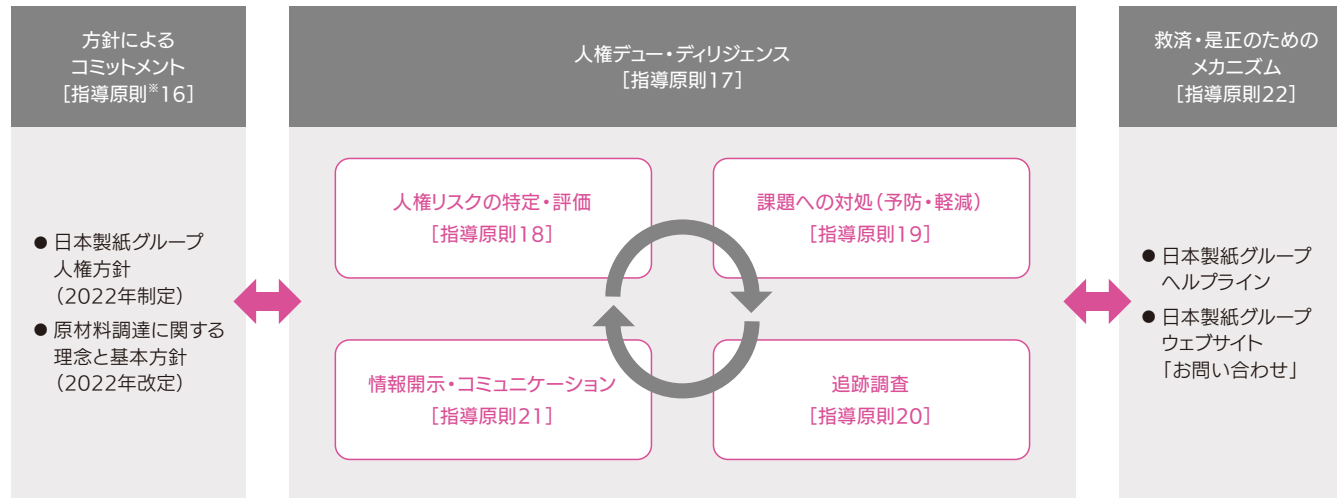 方針による
コミットメント
［指導原則※16］
● 日本製紙グループ
人権方針
（2022年制定）
● 原材料調達に関する
理念と基本方針
（2022年改定）
人権デュー・ディリジェンス
［指導原則17］
人権リスクの特定・評価
［指導原則18］
課題への対処（予防・軽減）
［指導原則19］
情報開示・コミュニケーション
［指導原則21］
追跡調査
［指導原則20］
救済・是正のための
メカニズム
［指導原則22］
● 日本製紙グループ
ヘルプライン
● 日本製紙グループ
ウェブサイト
「お問い合わせ」